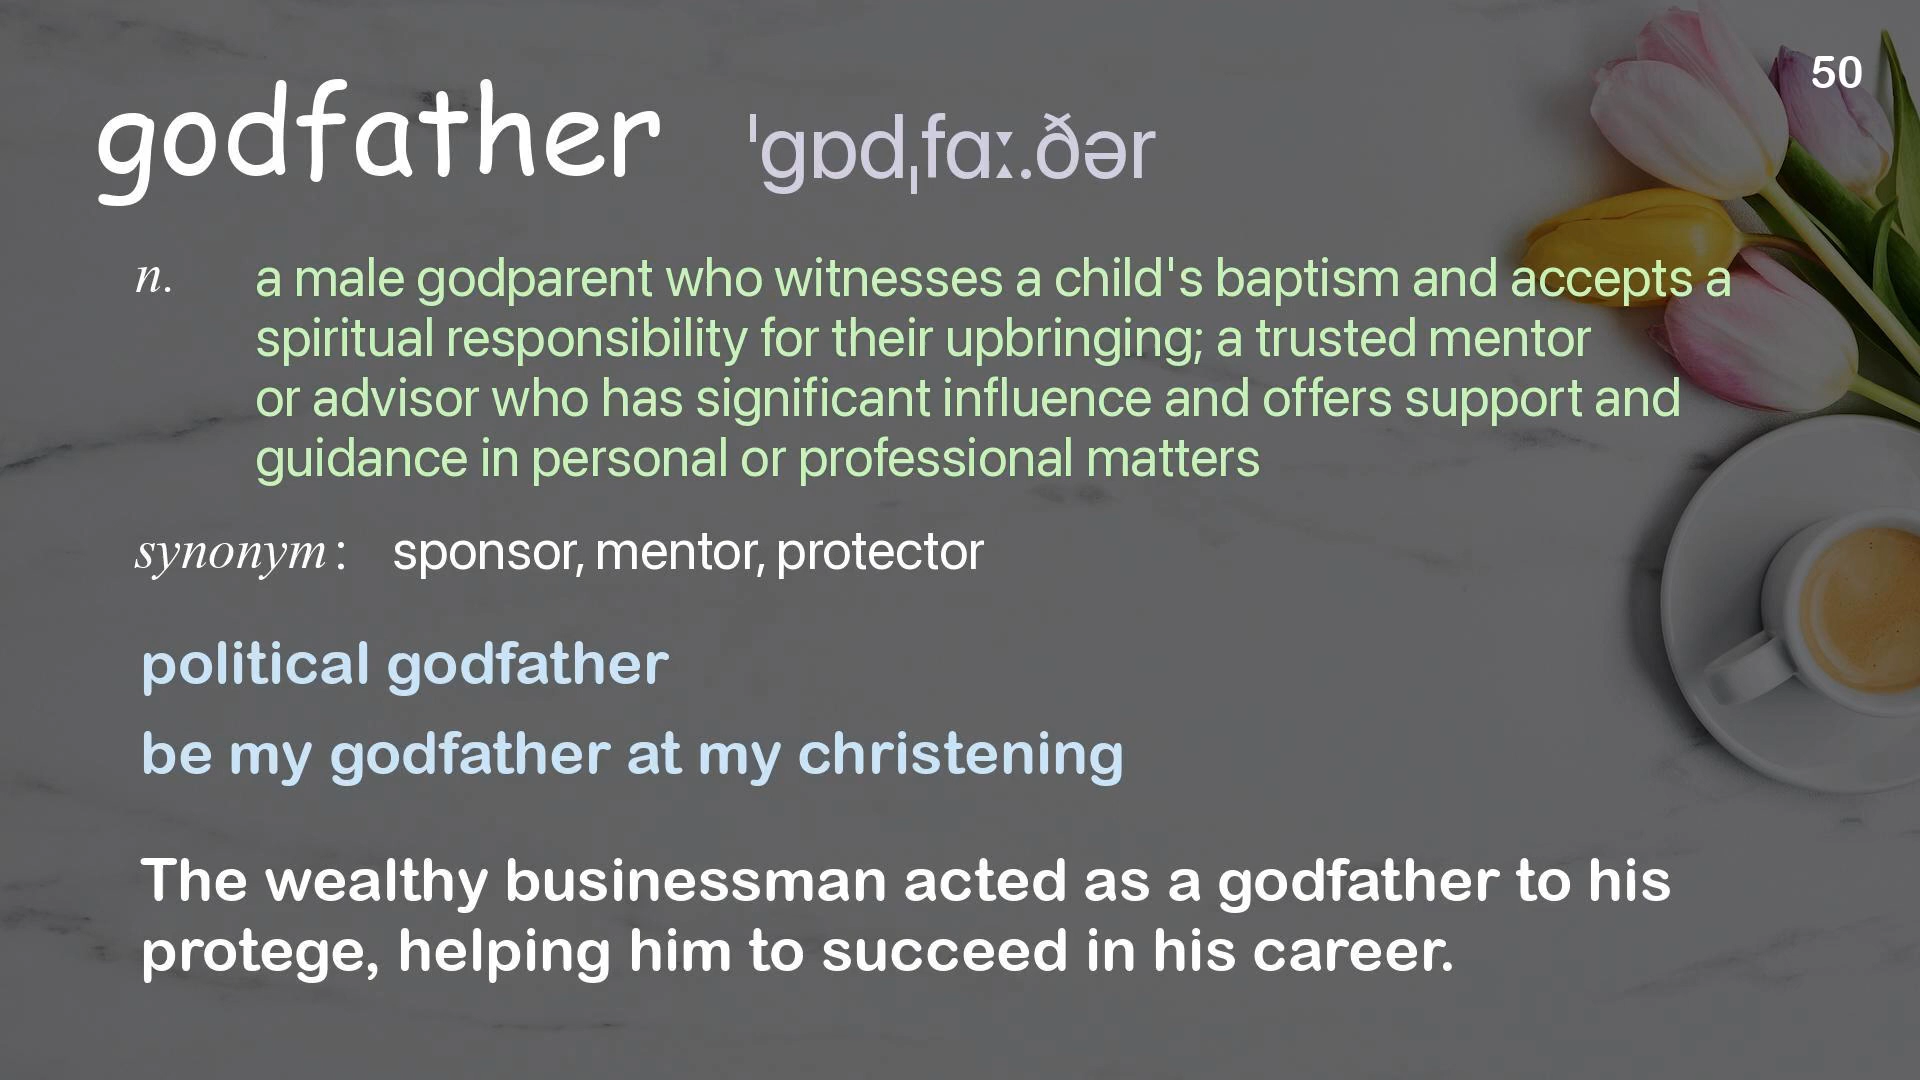 50
godfather ˈɡɒdˌfɑː.ðər
n. a male godparent who witnesses a child's baptism and accepts a
spiritual responsibility for their upbringing; a trusted mentor
or advisor who has significant influence and offers support and
guidance in personal or professional matters
synonym: sponsor, mentor, protector
political godfather
be my godfather at my christening
The wealthy businessman acted as a godfather to his
protege, helping him to succeed in his career.